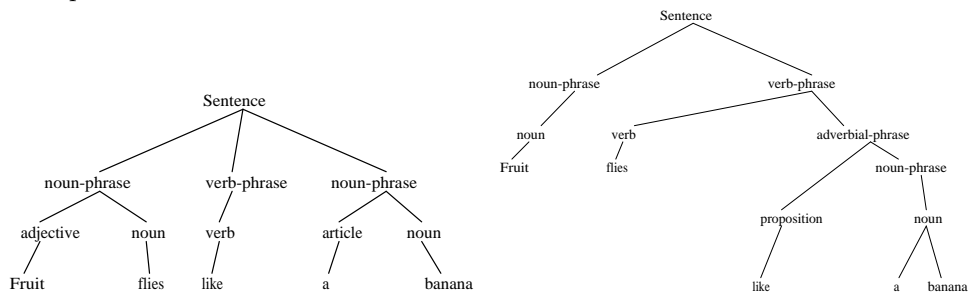 Sentence
noun-phrase verb-phrase noun-phrase
adjective noun verb article noun
Fruit flies like a banana
Sentence
noun-phrase verb-phrase
noun verb adverbial-phrase
Fruit flies noun-phrase
proposition noun
like a banana